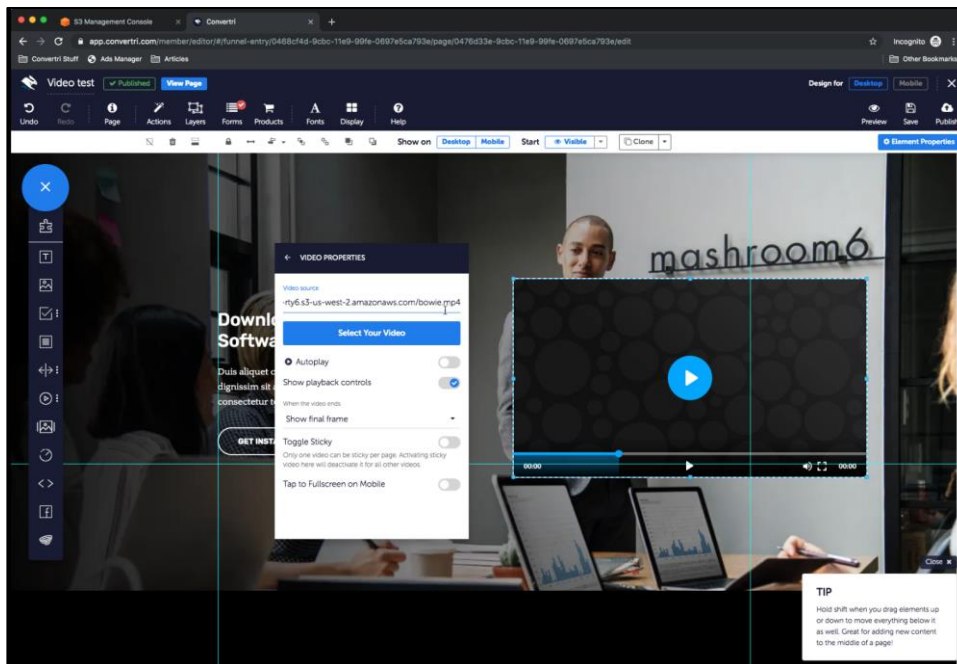 S3 Management Console
Convertri
app.convertri.com/member/editor/#/funnel-entry/0468cf4d-9cbc-11e9-99fe-0697e5ca793e/page/0476d33e-9cbc-11e9-99fe-0697e5ca793e/edit
Incognito
Convertri Stuff
Ads Manager
Articles
Other Bookmarks
Video test
Published
View Page
Design for
Desktop
Mobile
Undo
Redo
Page
Actions
Layers
Forms
Products
Fonts
Display
Help
Preview
Save
Publish
Show on
Desktop
Mobile
Start
Visible
Clone
Element Properties
mashroom6
VIDEO PROPERTIES
Video source
-rty6.s3-us-west-2.amazonaws.com/bowie.mp4
Select Your Video
Autoplay
Show playback controls
When the video ends
Show final frame
Toggle Sticky
Only one video can be sticky per page. Activating sticky
video here will deactivate it for all other videos.
Tap to Fullscreen on Mobile
Downlo
Softwa
Duis aliquet
dignissim sit
consectetur t
GET INST
00:00
00:00
Close
TIP
Hold shift when you drag elements up
or down to move everything below it
as well. Great for adding new content
to the middle of a page!